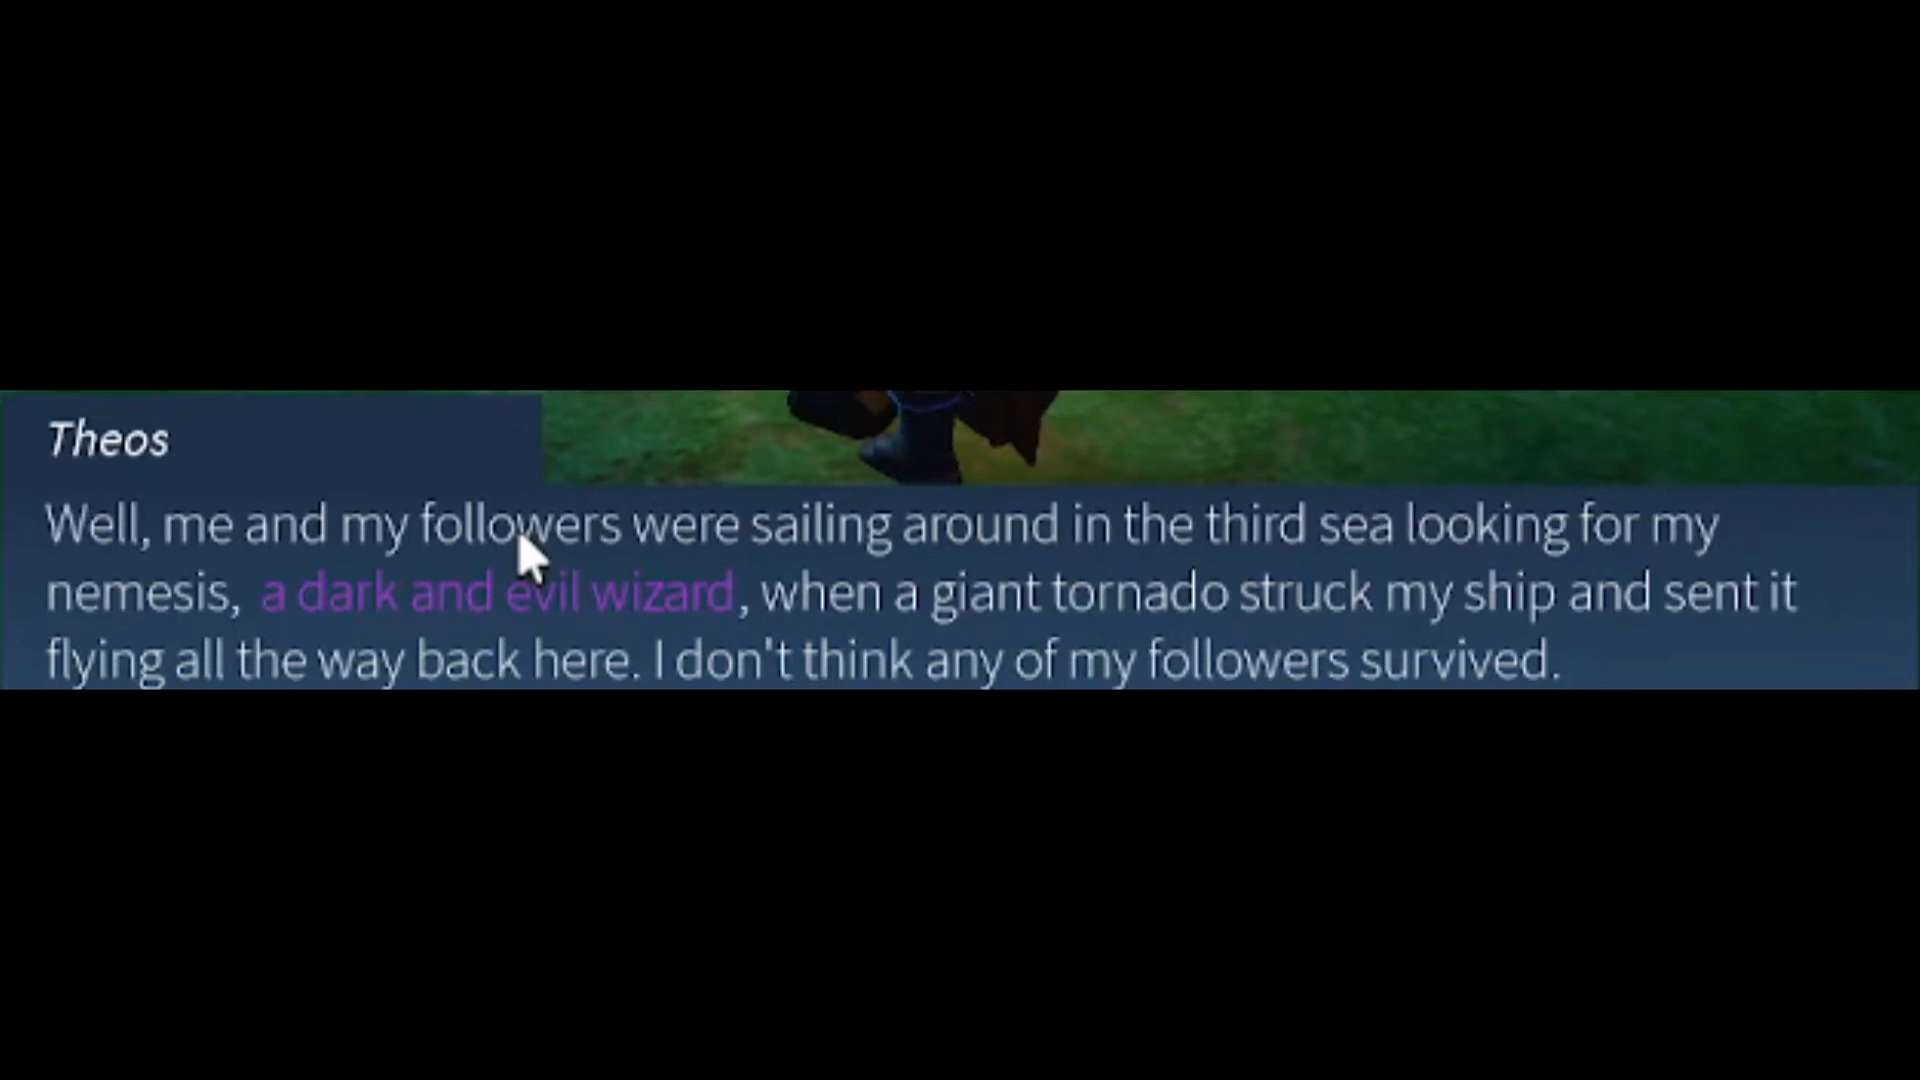 Theos
Well, me and my followers were sailing around in the third sea looking for my
nemesis, a dark and evil wizard, when a giant tornado struck my ship and sent it
flying all the way back here. I don't think any of my followers survived.